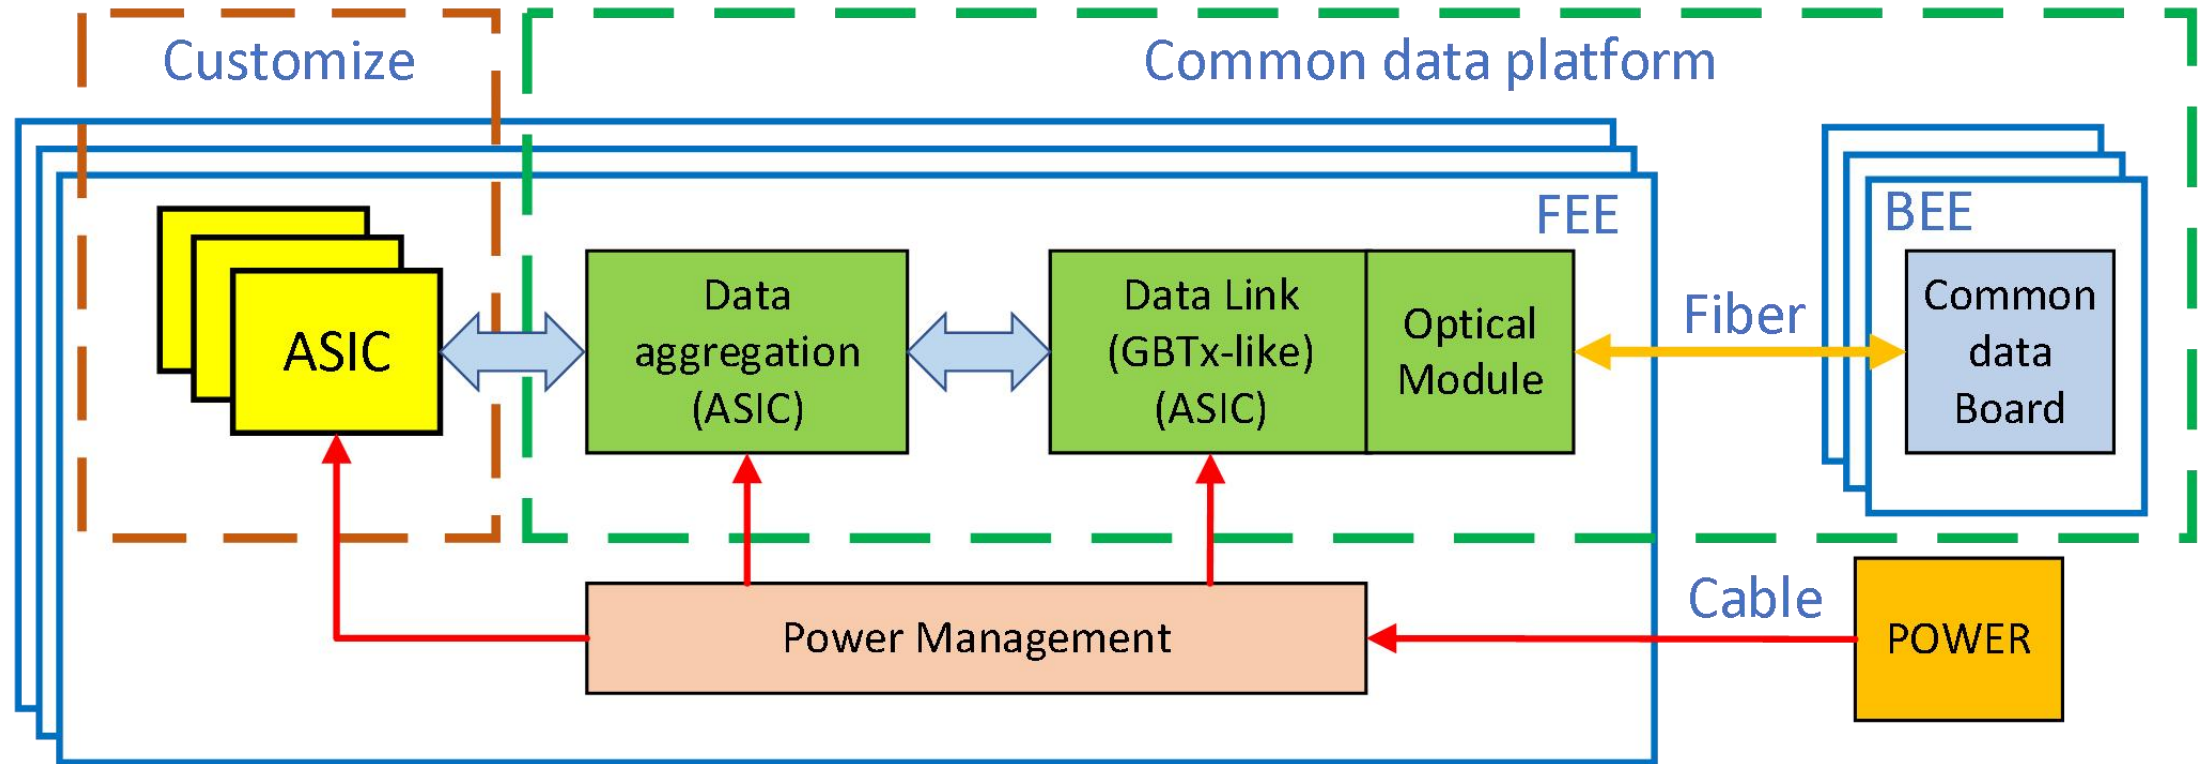 Customize
Common data platform
FEE
BEE
ASIC
Data
aggregation
(ASIC)
Data Link
(GBTx-like)
(ASIC)
Optical
Module
Fiber
Common
data
Board
Power Management
Cable
POWER